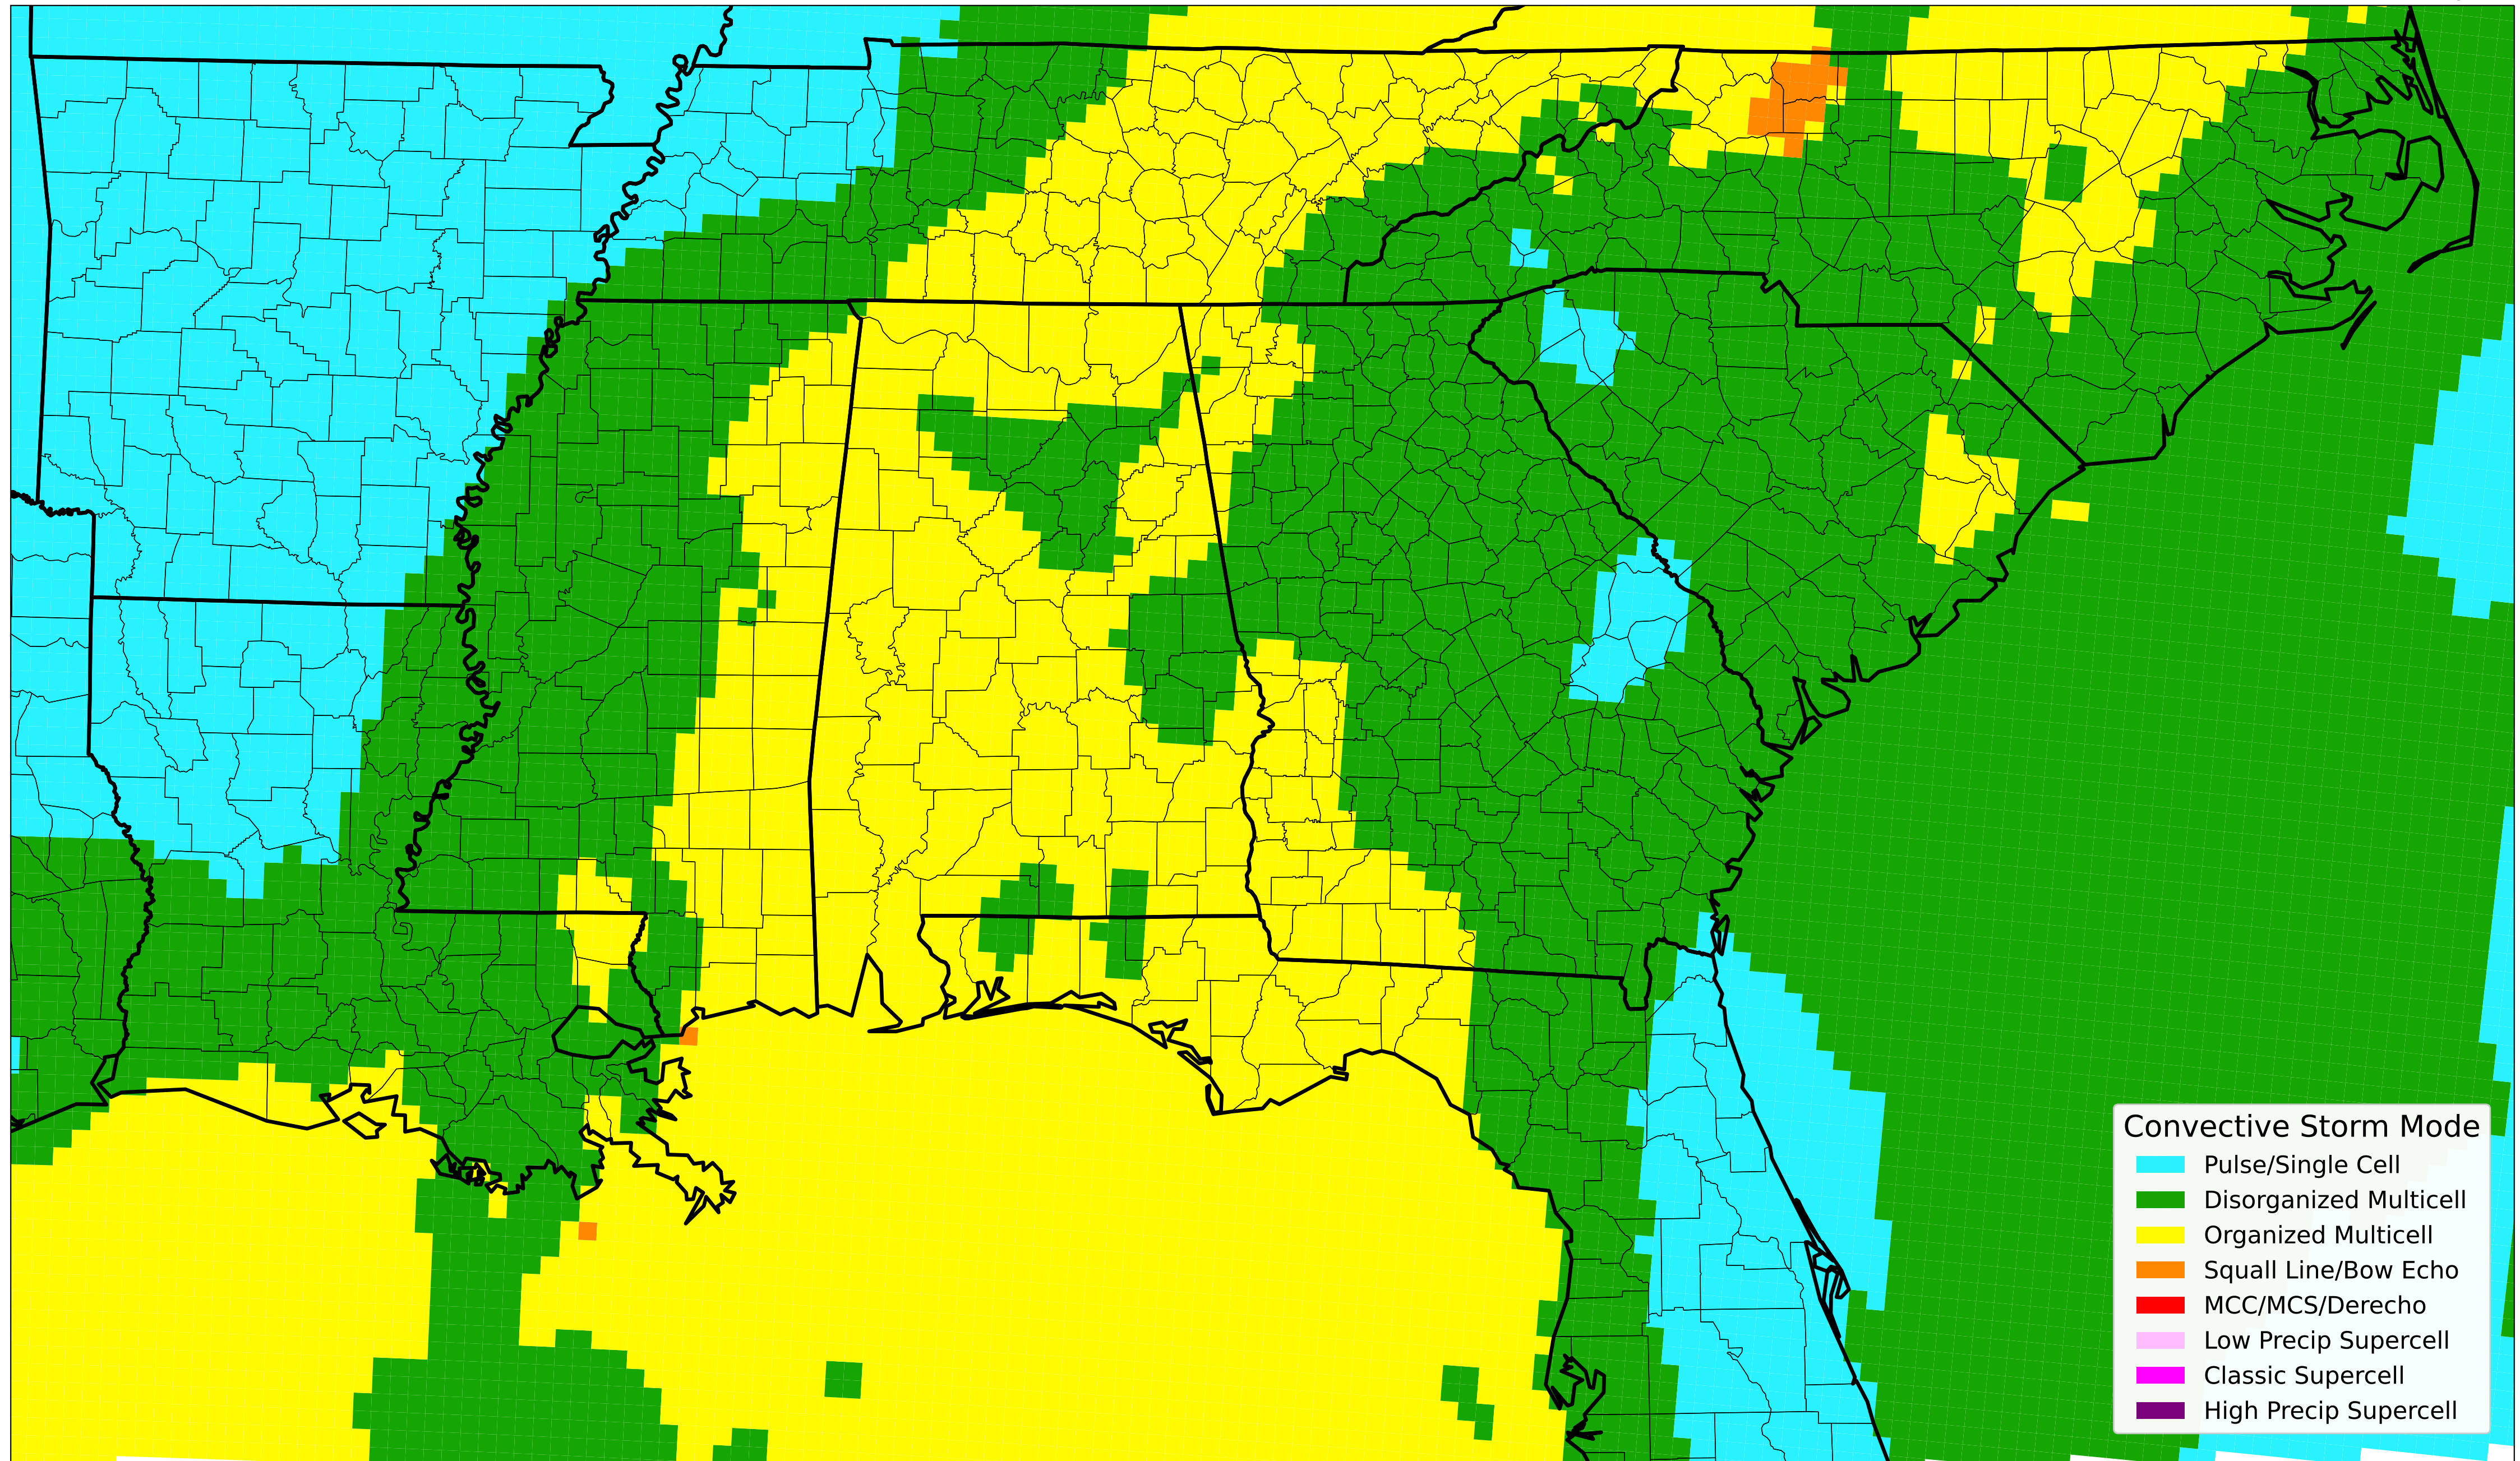 Convective Storm Mode
Pulse/Single Cell
Disorganized Multicell
Organized Multicell
Squall Line/Bow Echo
MCC/MCS/Derecho
Low Precip Supercell
Classic Supercell
High Precip Supercell